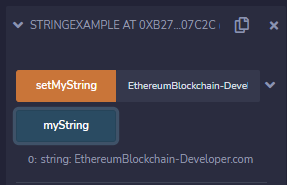 STRINGEXAMPLE AT 0XB27...07C2C
setMyString EthereumBlockchain-Devel
myString
0: string: EthereumBlockchain-Developer.com